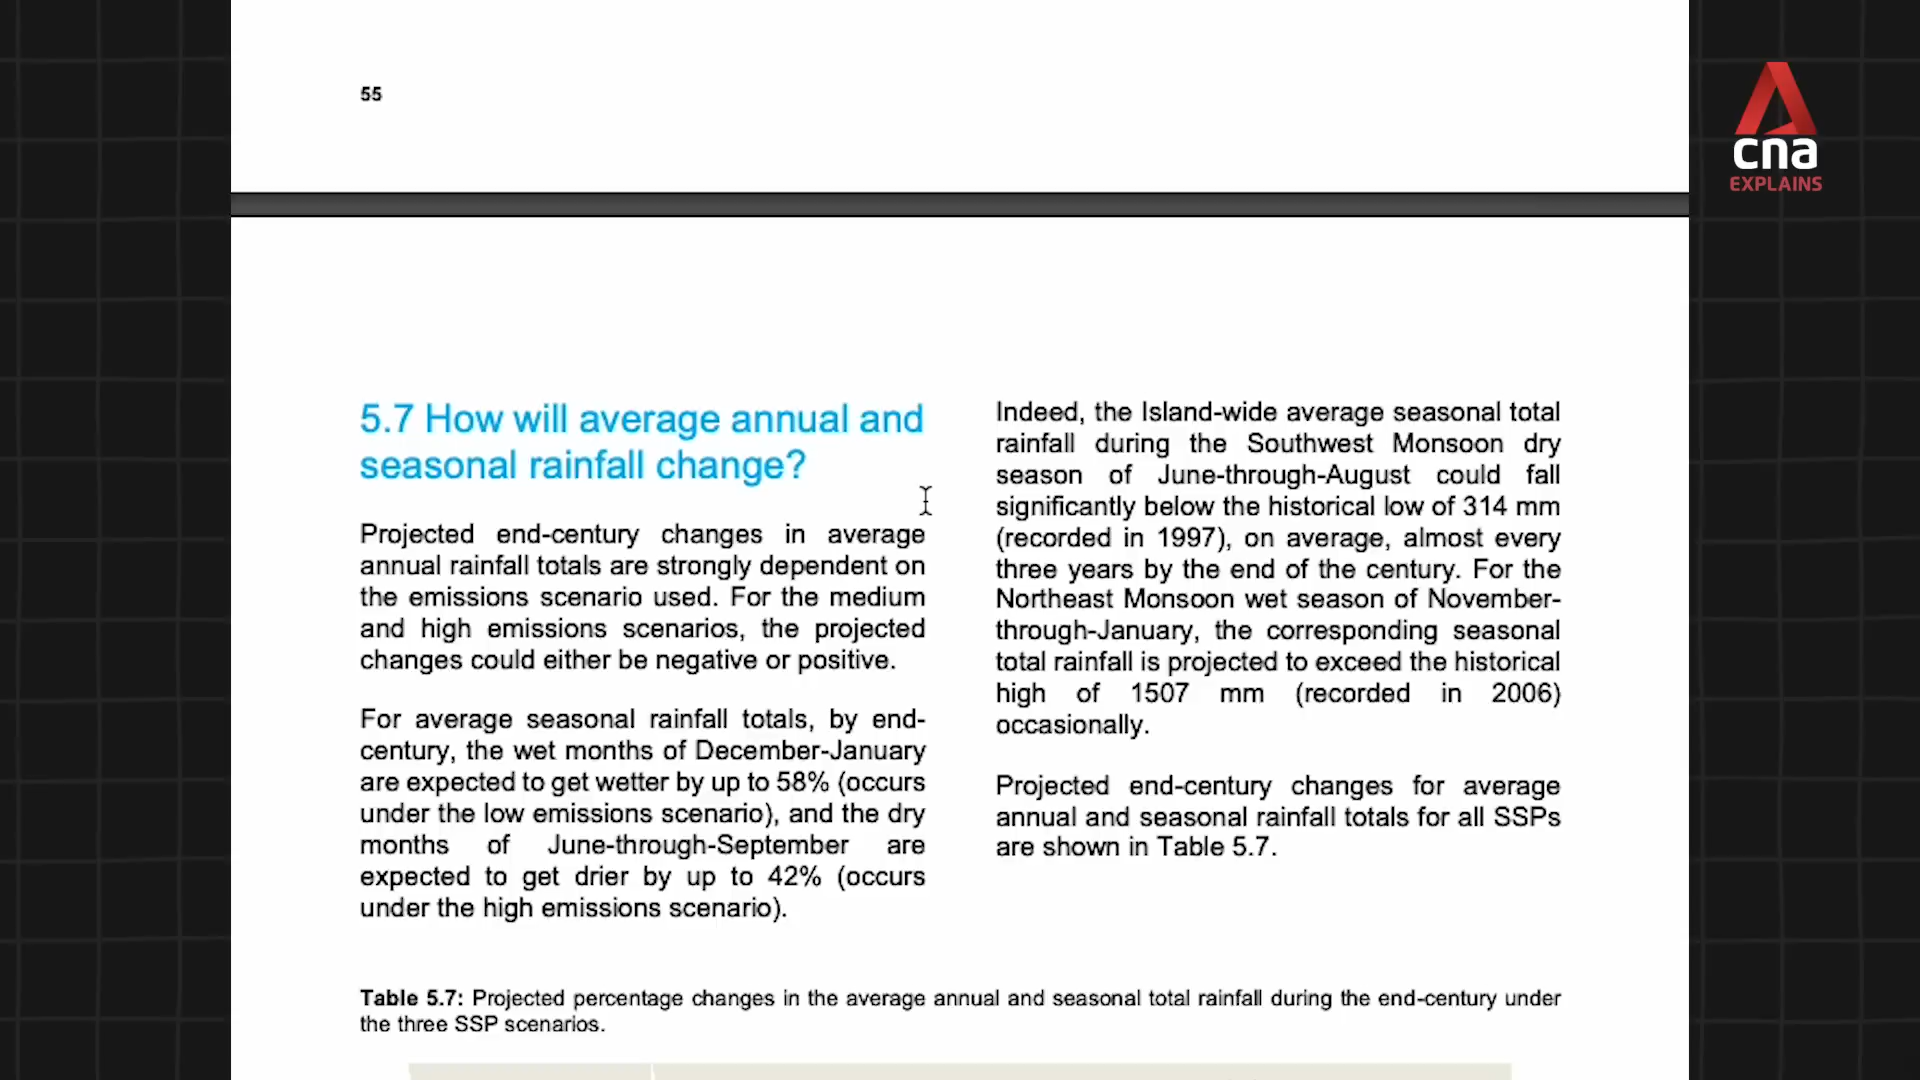 55
cna
EXPLAINS
5.7 How will average annual and
seasonal rainfall change?
Projected end-century changes in average
annual rainfall totals are strongly dependent on
the emissions scenario used. For the medium
and high emissions scenarios, the projected
changes could either be negative or positive.
For average seasonal rainfall totals, by end-
century, the wet months of December-January
are expected to get wetter by up to 58% (occurs
under the low emissions scenario), and the dry
months of June-through-September are
expected to get drier by up to 42% (occurs
under the high emissions scenario).
Indeed, the Island-wide average seasonal total
rainfall during the Southwest Monsoon dry
season of June-through-August could fall
significantly below the historical low of 314 mm
(recorded in 1997), on average, almost every
three years by the end of the century. For the
Northeast Monsoon wet season of November-
through-January, the corresponding seasonal
total rainfall is projected to exceed the historical
high of 1507 mm (recorded in 2006)
occasionally.
Projected end-century changes for average
annual and seasonal rainfall totals for all SSPs
are shown in Table 5.7.
Table 5.7: Projected percentage changes in the average annual and seasonal total rainfall during the end-century under
the three SSP scenarios.